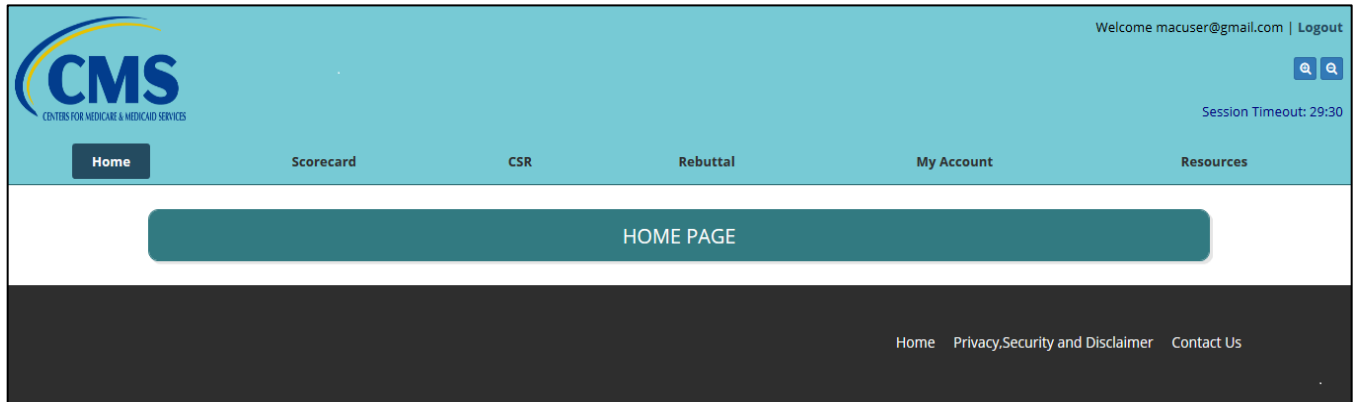 Welcome macuser@gmail.com | Logout
CMS
CENTERS FOR MEDICARE & MEDICAID SERVICES
Session Timeout: 29:30
Home Scorecard CSR Rebuttal My Account Resources
HOME PAGE
Home Privacy,Security and Disclaimer Contact Us